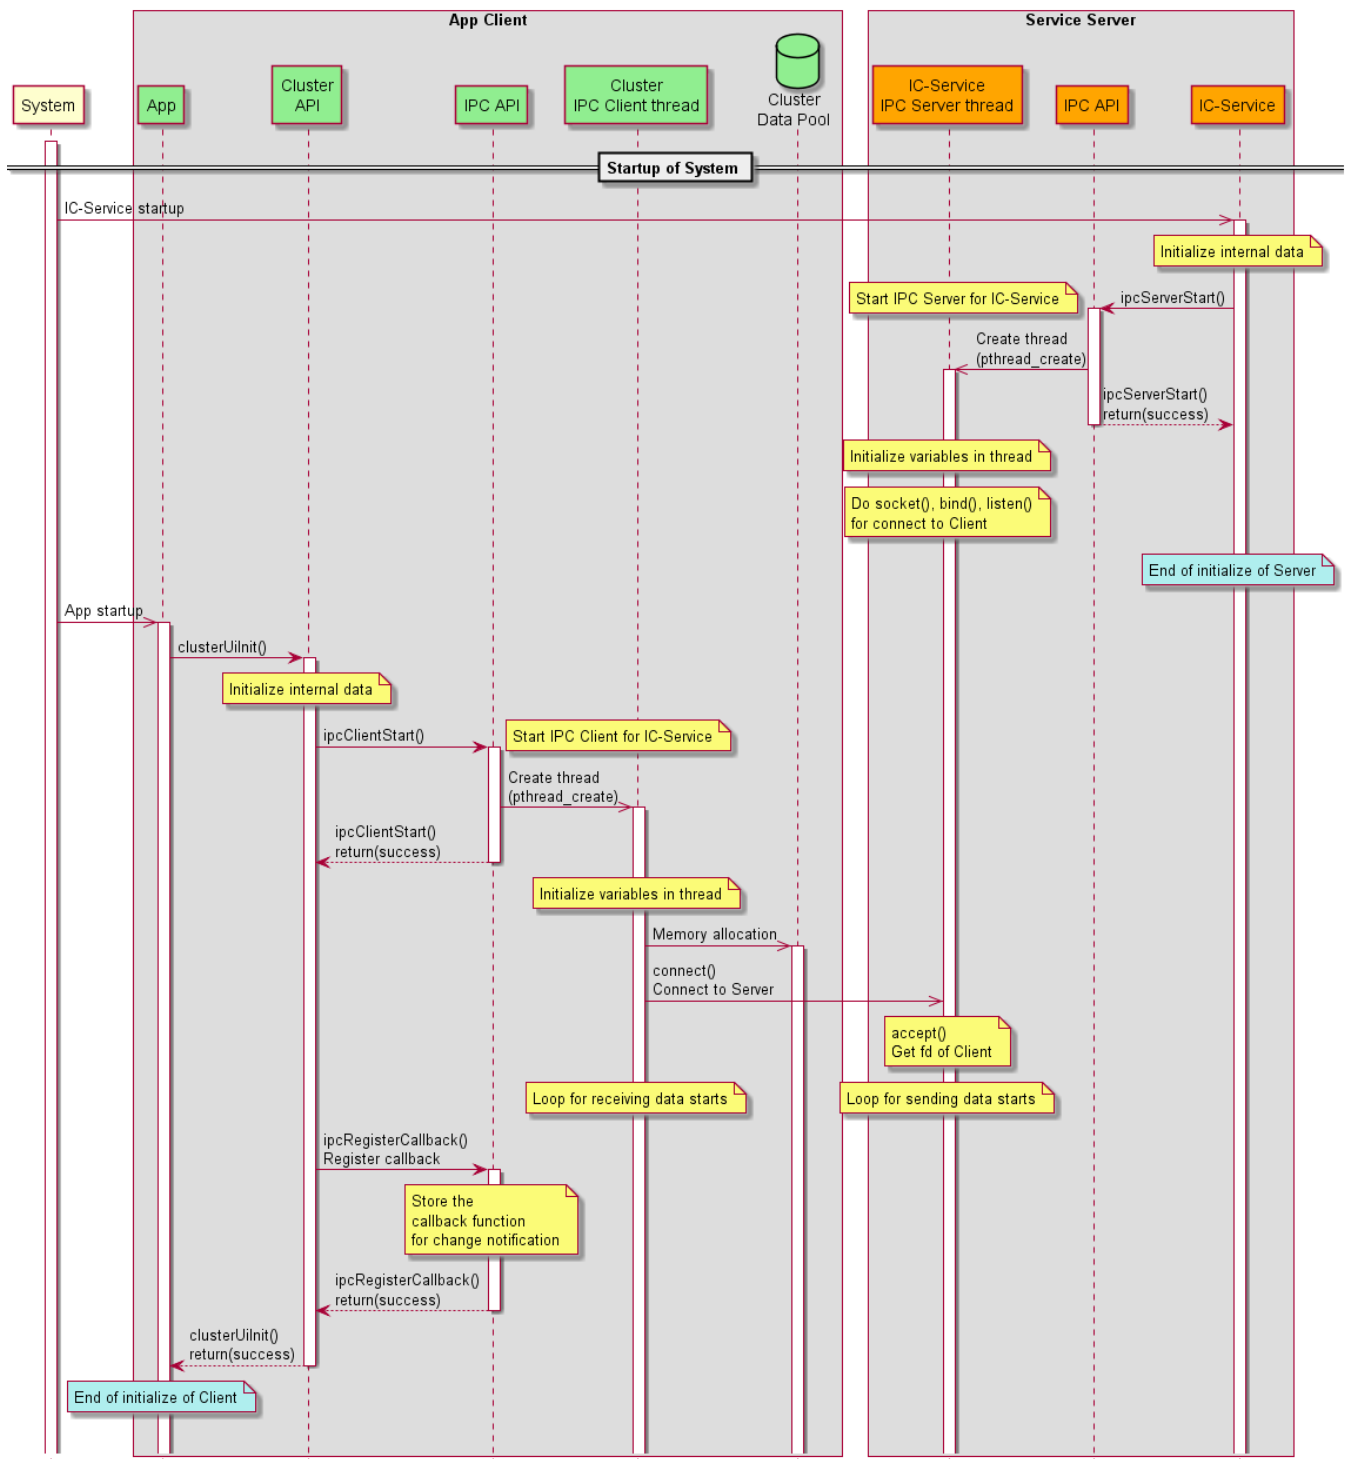 App Client
Service Server
System
App
Cluster
API
IPC API
Cluster
IPC Client thread
Cluster
Data Pool
IC-Service
IPC Server thread
IPC API
IC-Service
Startup of System
IC-Service startup
Initialize internal data
Start IPC Server for IC-Service
ipcServerStart()
Create thread
(pthread_create)
ipcServerStart()
return(success)
Initialize variables in thread
Do socket(), bind(), listen()
for connect to Client
End of initialize of Server
App startup
clusterUiInit()
Initialize internal data
ipcClientStart()
Start IPC Client for IC-Service
Create thread
(pthread_create)
ipcClientStart()
return(success)
Initialize variables in thread
Memory allocation
connect()
Connect to Server
accept()
Get fd of Client
Loop for receiving data starts
Loop for sending data starts
ipcRegisterCallback()
Register callback
Store the
callback function
for change notification
ipcRegisterCallback()
return(success)
clusterUiInit()
return(success)
End of initialize of Client